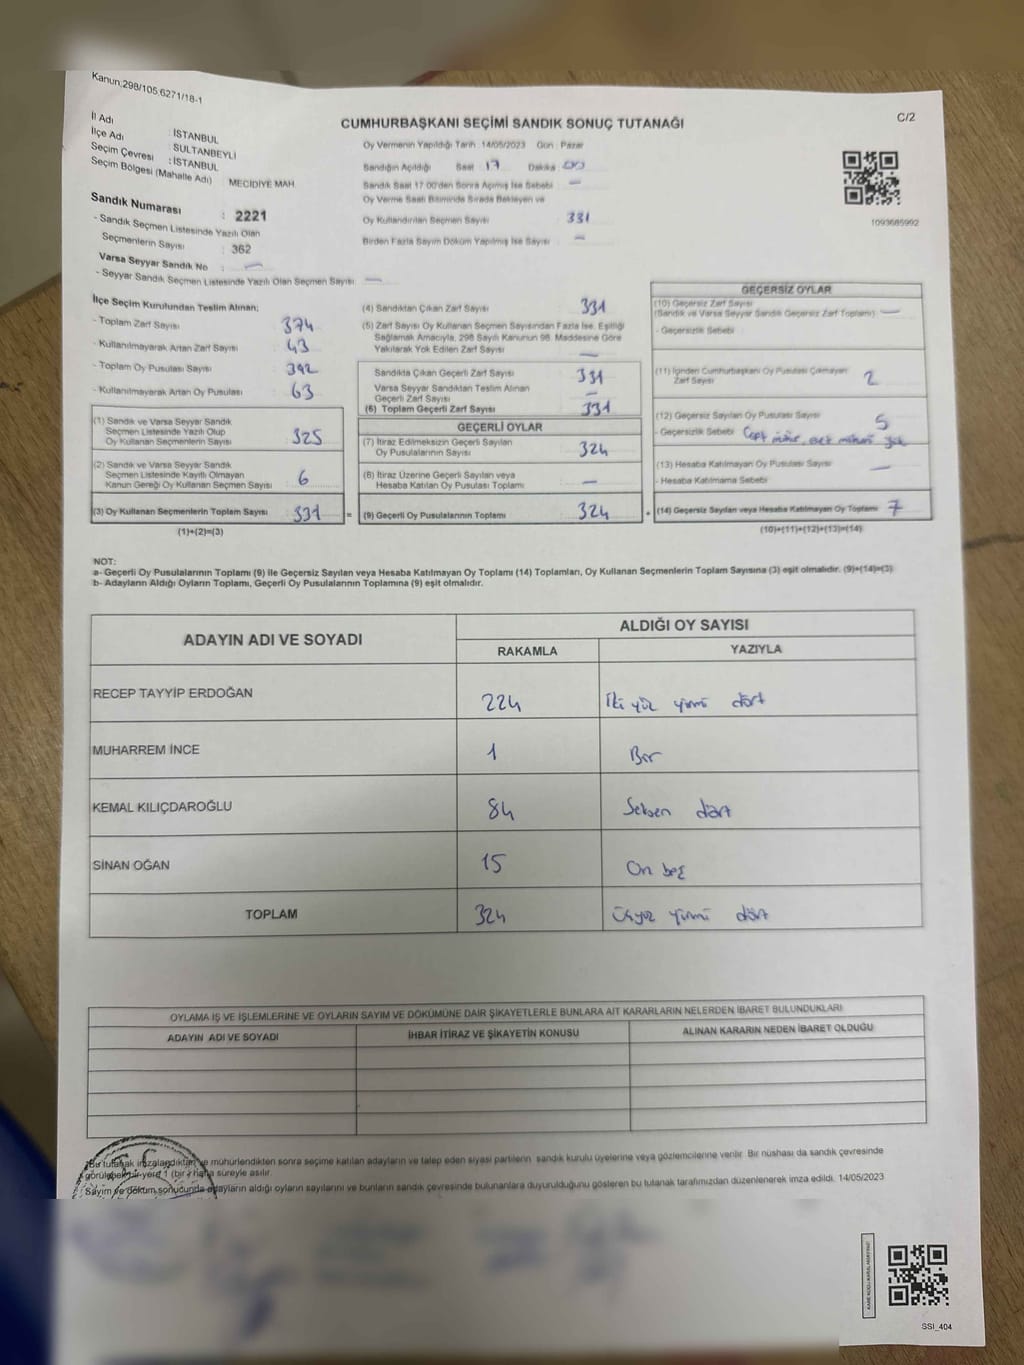 Kanun 298/105.6271/18-1
C/2
CUMHURBAŞKANI SEÇİMİ SANDIK SONUÇ TUTANAĞI
İl Adı : İSTANBUL
İlçe Adı : SULTANBEYLİ
Seçim Çevresi : İSTANBUL
Seçim Bölgesi (Mahalle Adı) : MECİDİYE MAH.
Sandık Numarası : 2221
- Sandık Seçmen Listesinde Yazılı Olan
Seçmenlerin Sayısı : 362
Varsa Seyyar Sandık No : —
- Seyyar Sandık Seçmen Listesinde Yazılı Olan Seçmen Sayısı : —
Oy Vermenin Yapıldığı Tarih : 14/05/2023 Gün : Pazar
Sandığın Açıldığı Saat 17 Dakika 00
Sandık Saat 17.00'den Sonra Açılmış İse Sebebi : —
Oy Verme Saati Bitiminde Sırada Bekleyen ve
Oy Kullandırılan Seçmen Sayısı : 331
Birden Fazla Sayım Döküm Yapılmış İse Sayısı : —
1093685992
İlçe Seçim Kurulundan Teslim Alınan;
- Toplam Zarf Sayısı : 374
- Kullanılmayarak Artan Zarf Sayısı : 43
- Toplam Oy Pusulası Sayısı : 392
- Kullanılmayarak Artan Oy Pusulası : 63
(1) Sandık ve Varsa Seyyar Sandık
Seçmen Listesinde Yazılı Olup
Oy Kullanan Seçmenlerin Sayısı : 325
(2) Sandık ve Varsa Seyyar Sandık
Seçmen Listesinde Kayıtlı Olmayan
Kanun Gereği Oy Kullanan Seçmen Sayısı : 6
(3) Oy Kullanan Seçmenlerin Toplam Sayısı : 331 =
(1)+(2)=(3)
(4) Sandıktan Çıkan Zarf Sayısı : 331
(5) Zarf Sayısı Oy Kullanan Seçmen Sayısından Fazla İse, Eşitliği
Sağlamak Amacıyla, 298 Sayılı Kanunun 98. Maddesine Göre
Yakılarak Yok Edilen Zarf Sayısı : —
Sandıkta Çıkan Geçerli Zarf Sayısı : 331
Varsa Seyyar Sandıktan Teslim Alınan
Geçerli Zarf Sayısı : —
(6) Toplam Geçerli Zarf Sayısı : 331
GEÇERLİ OYLAR
(7) İtiraz Edilmeksizin Geçerli Sayılan
Oy Pusulalarının Sayısı : 324
(8) İtiraz Üzerine Geçerli Sayılan veya
Hesaba Katılan Oy Pusulası Toplamı : —
(9) Geçerli Oy Pusulalarının Toplamı : 324 +
GEÇERSİZ OYLAR
(10) Geçersiz Zarf Sayısı
(Sandık ve Varsa Seyyar Sandık Geçersiz Zarf Toplamı) : —
- Geçersizlik Sebebi :
(11) İçinden Cumhurbaşkanı Oy Pusulası Çıkmayan
Zarf Sayısı : 2
(12) Geçersiz Sayılan Oy Pusulası Sayısı : 5
- Geçersizlik Sebebi :
(13) Hesaba Katılmayan Oy Pusulası Sayısı : —
- Hesaba Katılmama Sebebi :
(14) Geçersiz Sayılan veya Hesaba Katılmayan Oy Toplamı : 7
(10)+(11)+(12)+(13)=(14)
NOT:
a- Geçerli Oy Pusulalarının Toplamı (9) ile Geçersiz Sayılan veya Hesaba Katılmayan Oy Toplamı (14) Toplamları, Oy Kullanan Seçmenlerin Toplam Sayısına (3) eşit olmalıdır. (9)+(14)=(3)
b- Adayların Aldığı Oyların Toplamı, Geçerli Oy Pusulalarının Toplamına (9) eşit olmalıdır.
ADAYIN ADI VE SOYADI
ALDIĞI OY SAYISI
RAKAMLA YAZIYLA
RECEP TAYYİP ERDOĞAN 224 İki yüz yirmi dört
MUHARREM İNCE 1 Bir
KEMAL KILIÇDAROĞLU 84 Seksen dört
SİNAN OĞAN 15 On beş
TOPLAM 324 Üçyüz yirmi dört
OYLAMA İŞ VE İŞLEMLERİNE VE OYLARIN SAYIM VE DÖKÜMÜNE DAİR ŞİKAYETLERLE BUNLARA AİT KARARLARIN NELERDEN İBARET BULUNDUKLARI
ADAYIN ADI VE SOYADI İHBAR İTİRAZ VE ŞİKAYETİN KONUSU ALINAN KARARIN NEDEN İBARET OLDUĞU
Bu tutanak imzalandıktan ve mühürlendikten sonra seçime katılan adayların ve talep eden siyasi partilerin sandık kurulu üyelerine veya gözlemcilerine verilir. Bir nüshası da sandık çevresinde
görülebilir yere 1 (bir) hafta süreyle asılır.
Sayım ve döküm sonucunda adayların aldığı oyların sayılarını ve bunların sandık çevresinde bulunanlara duyurulduğunu gösteren bu tutanak tarafımızdan düzenlenerek imza edildi. 14/05/2023
SSI_404